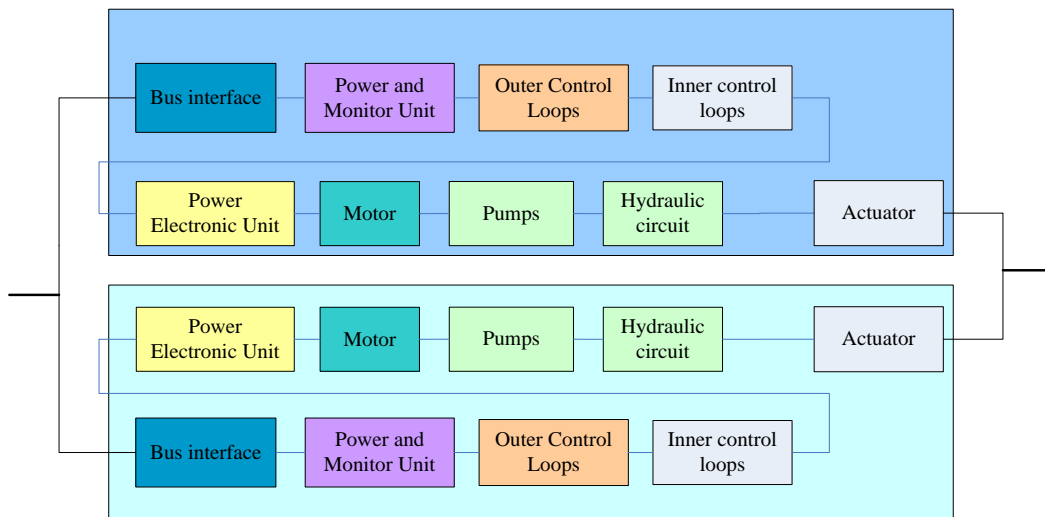 Bus interface
Power and
Monitor Unit
Outer Control
Loops
Inner control
loops
Power
Electronic Unit
Motor
Pumps
Hydraulic
circuit
Actuator
Power
Electronic Unit
Motor
Pumps
Hydraulic
circuit
Actuator
Bus interface
Power and
Monitor Unit
Outer Control
Loops
Inner control
loops